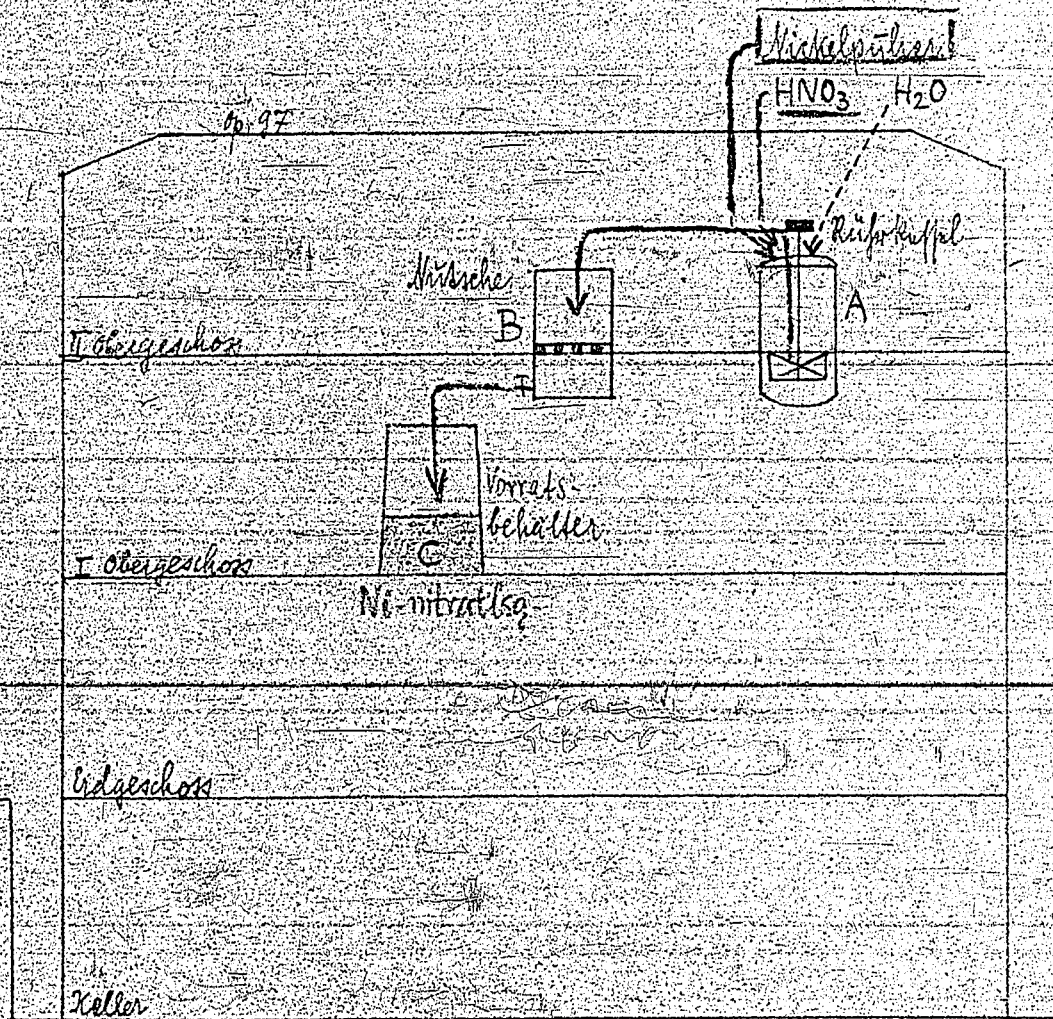 Nickelpulver
HNO₃ H₂O
Op. 97
Rührkessel
Nutsche
A
B
II Obergeschoss
Vorrats-
behälter
C
I Obergeschoss
Ni-nitratlsg.
Erdgeschoss
Keller